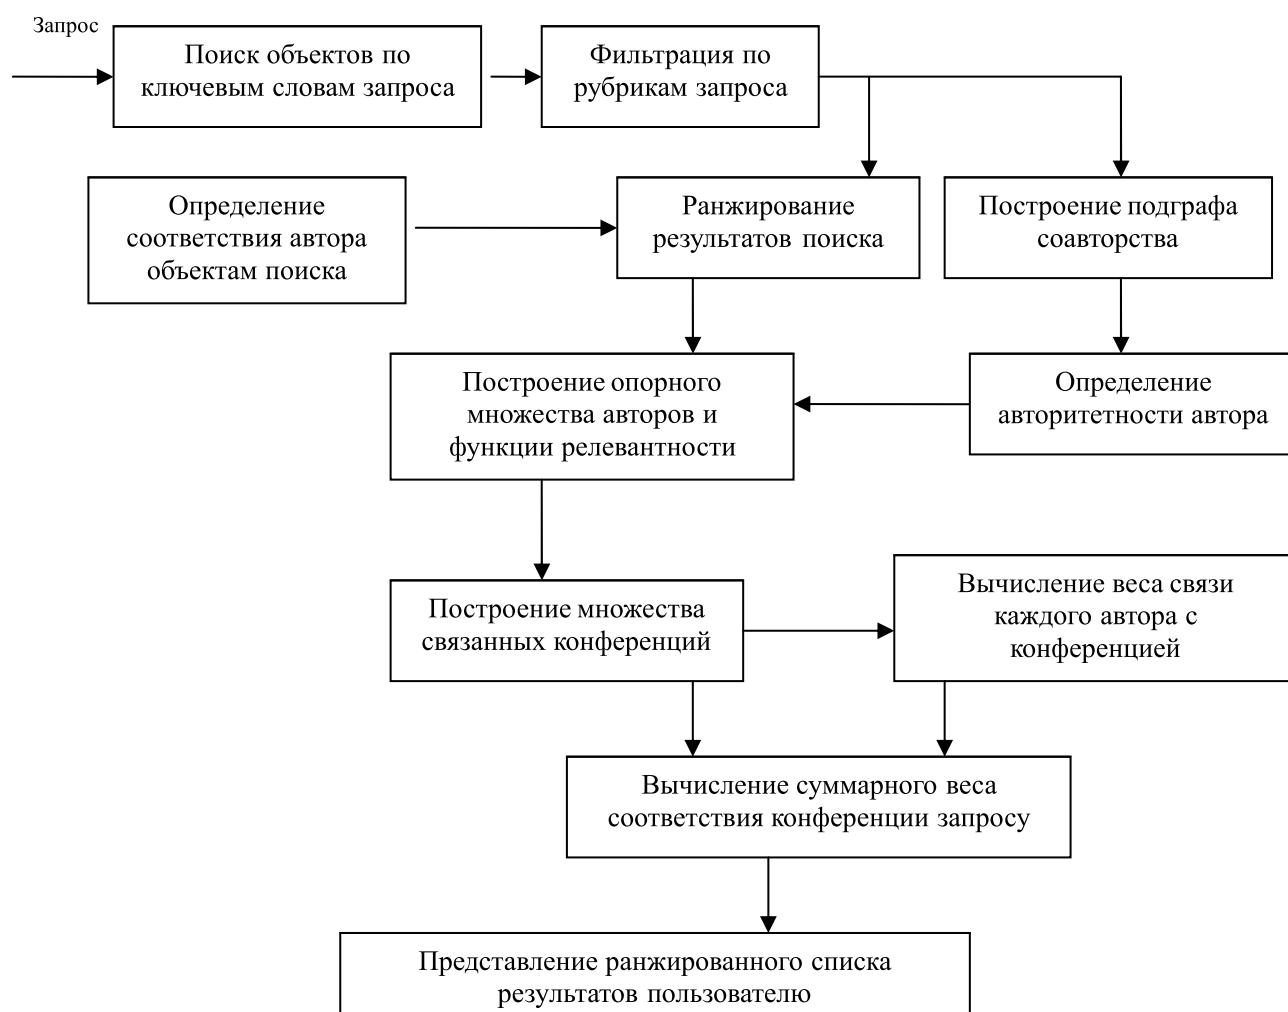 Запрос
Поиск объектов по
ключевым словам запроса
Фильтрация по
рубрикам запроса
Определение
соответствия автора
объектам поиска
Ранжирование
результатов поиска
Построение подграфа
соавторства
Построение опорного
множества авторов и
функции релевантности
Определение
авторитетности автора
Построение множества
связанных конференций
Вычисление веса связи
каждого автора с
конференцией
Вычисление суммарного веса
соответствия конференции запросу
Представление ранжированного списка
результатов пользователю